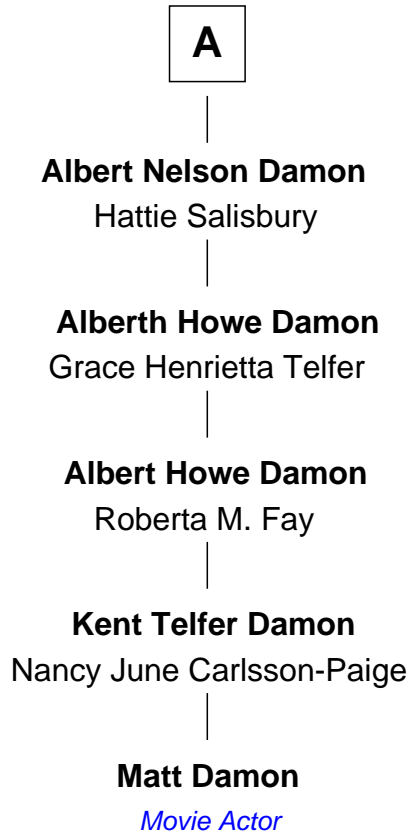 A
Albert Nelson Damon
Hattie Salisbury
Alberth Howe Damon
Grace Henrietta Telfer
Albert Howe Damon
Roberta M. Fay
Kent Telfer Damon
Nancy June Carlsson-Paige
Matt Damon
Movie Actor